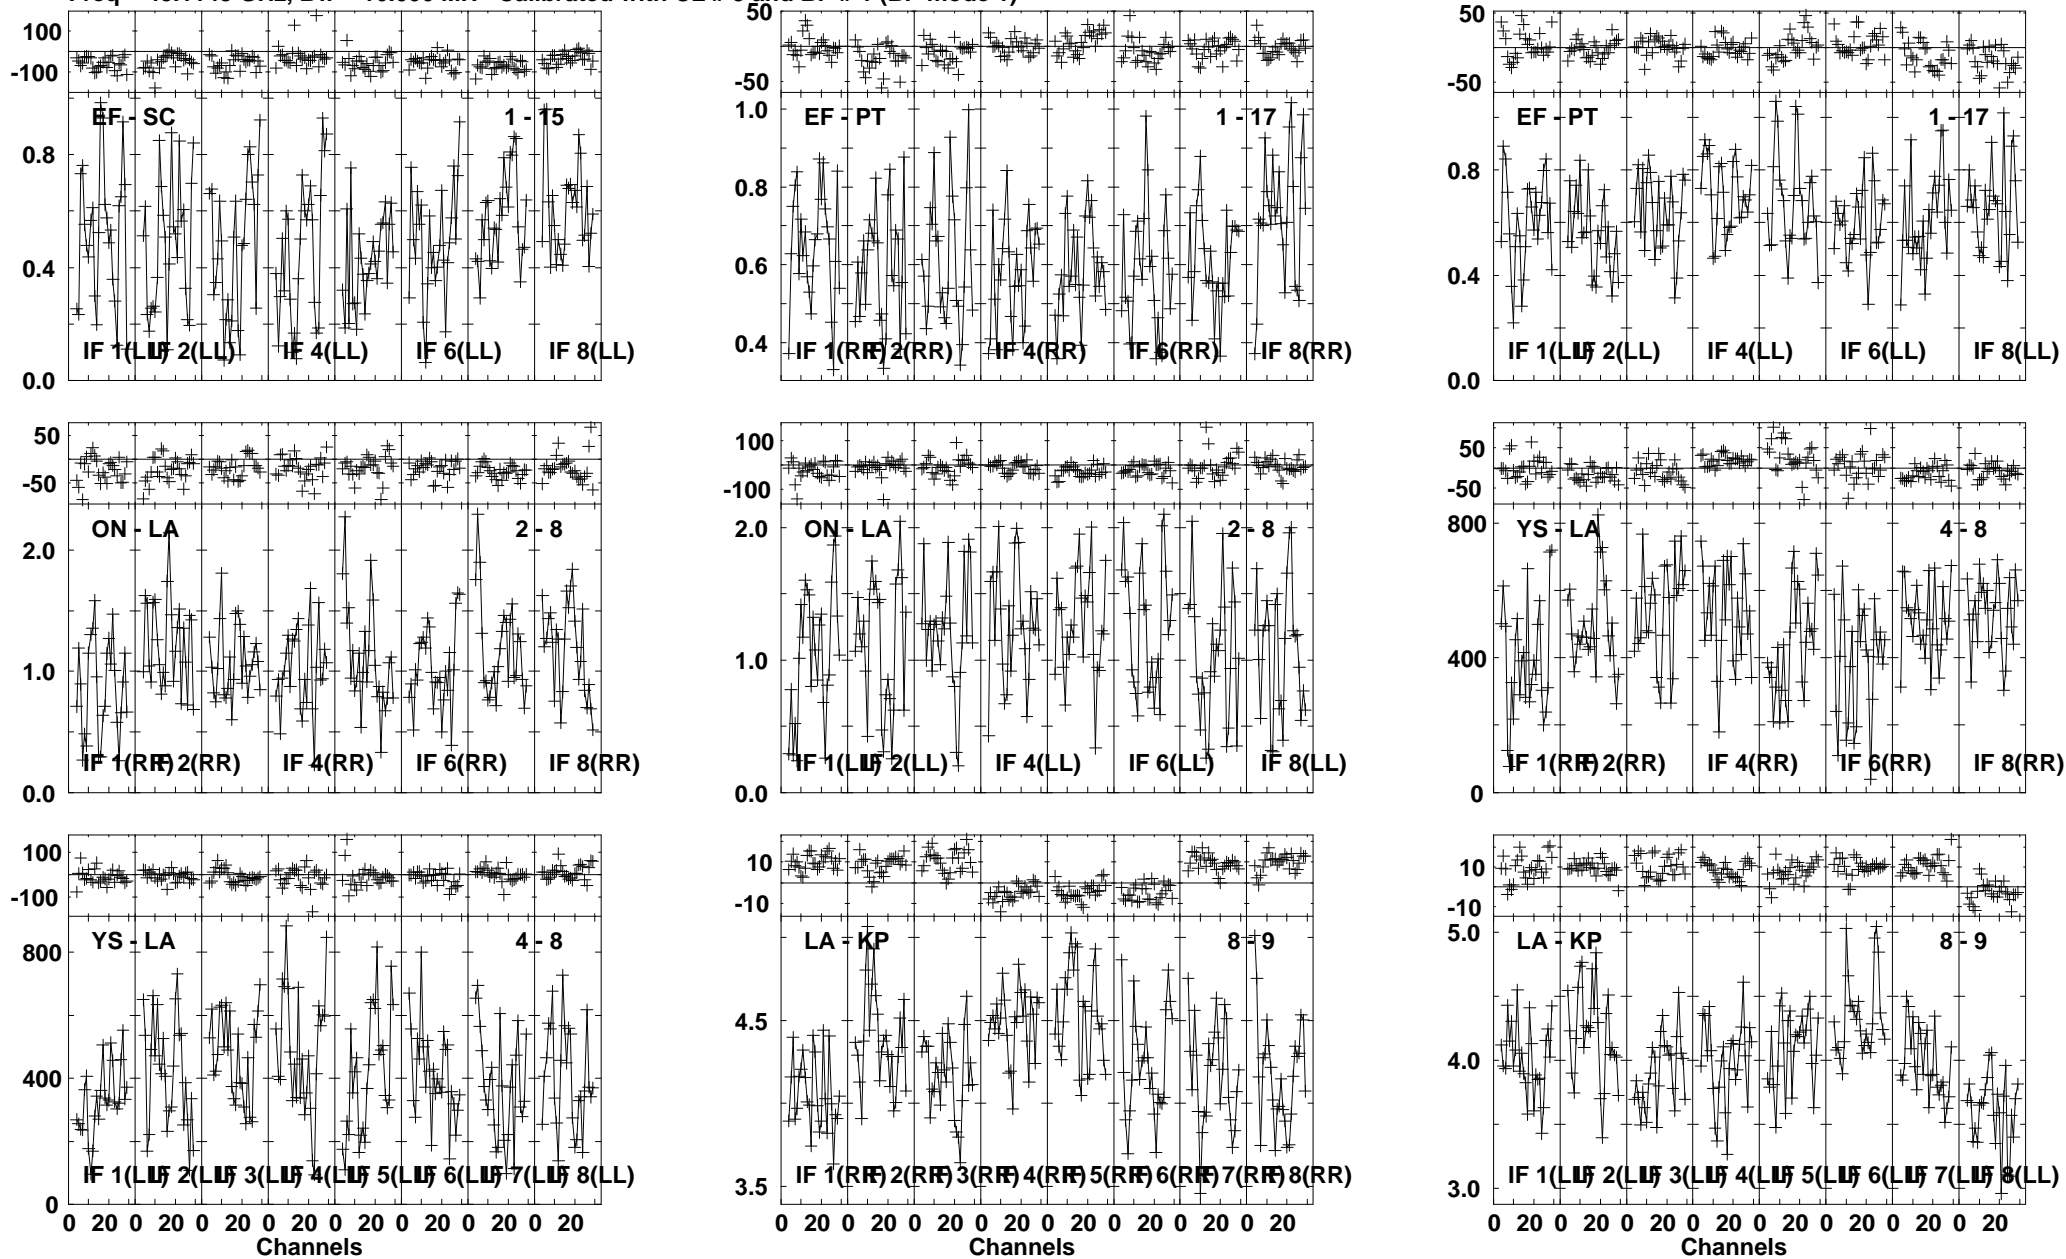 100
-100
EF - SC 1 - 15
0.8
0.4
0.0
IF 1(LL) IF 2(LL) IF 4(LL) IF 6(LL) IF 8(LL)
50
-50
EF - PT 1 - 17
1.0
0.8
0.6
0.4
IF 1(RR) IF 2(RR) IF 4(RR) IF 6(RR) IF 8(RR)
50
-50
EF - PT 1 - 17
0.8
0.4
0.0
IF 1(LL) IF 2(LL) IF 4(LL) IF 6(LL) IF 8(LL)
50
-50
ON - LA 2 - 8
2.0
1.0
0.0
IF 1(RR) IF 2(RR) IF 4(RR) IF 6(RR) IF 8(RR)
100
-100
ON - LA 2 - 8
2.0
1.0
0.0
IF 1(LL) IF 2(LL) IF 4(LL) IF 6(LL) IF 8(LL)
50
-50
YS - LA 4 - 8
800
400
0
IF 1(RR) IF 2(RR) IF 4(RR) IF 6(RR) IF 8(RR)
100
-100
YS - LA 4 - 8
800
400
0
IF 1(LL) IF 2(LL) IF 3(LL) IF 4(LL) IF 5(LL) IF 6(LL) IF 7(LL) IF 8(LL)
0 20 0 20 0 20 0 20 0 20 0 20 0 20 0 20
Channels
10
-10
LA - KP 8 - 9
4.5
3.5
IF 1(RR) IF 2(RR) IF 3(RR) IF 4(RR) IF 5(RR) IF 6(RR) IF 7(RR) IF 8(RR)
0 20 0 20 0 20 0 20 0 20 0 20 0 20 0 20
Channels
10
-10
LA - KP 8 - 9
5.0
4.0
3.0
IF 1(LL) IF 2(LL) IF 3(LL) IF 4(LL) IF 5(LL) IF 6(LL) IF 7(LL) IF 8(LL)
0 20 0 20 0 20 0 20 0 20 0 20 0 20 0 20
Channels